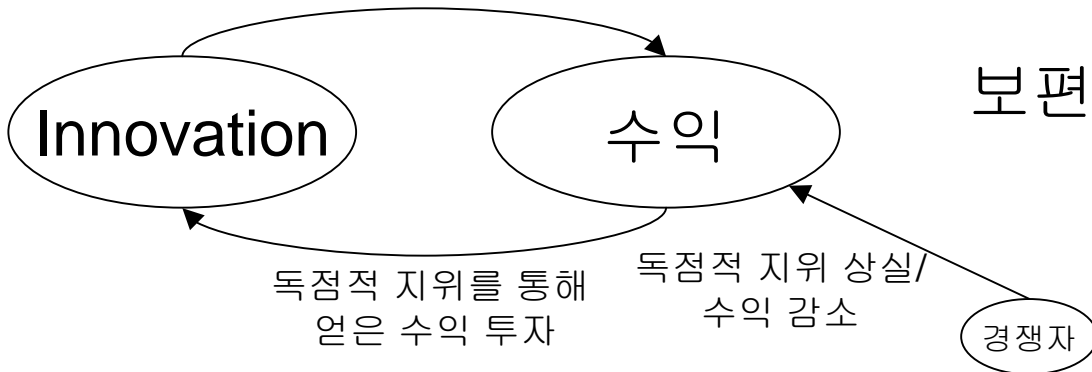 Innovation
수익
보편
독점적 지위를 통해
얻은 수익 투자
독점적 지위 상실/
수익 감소
경쟁자